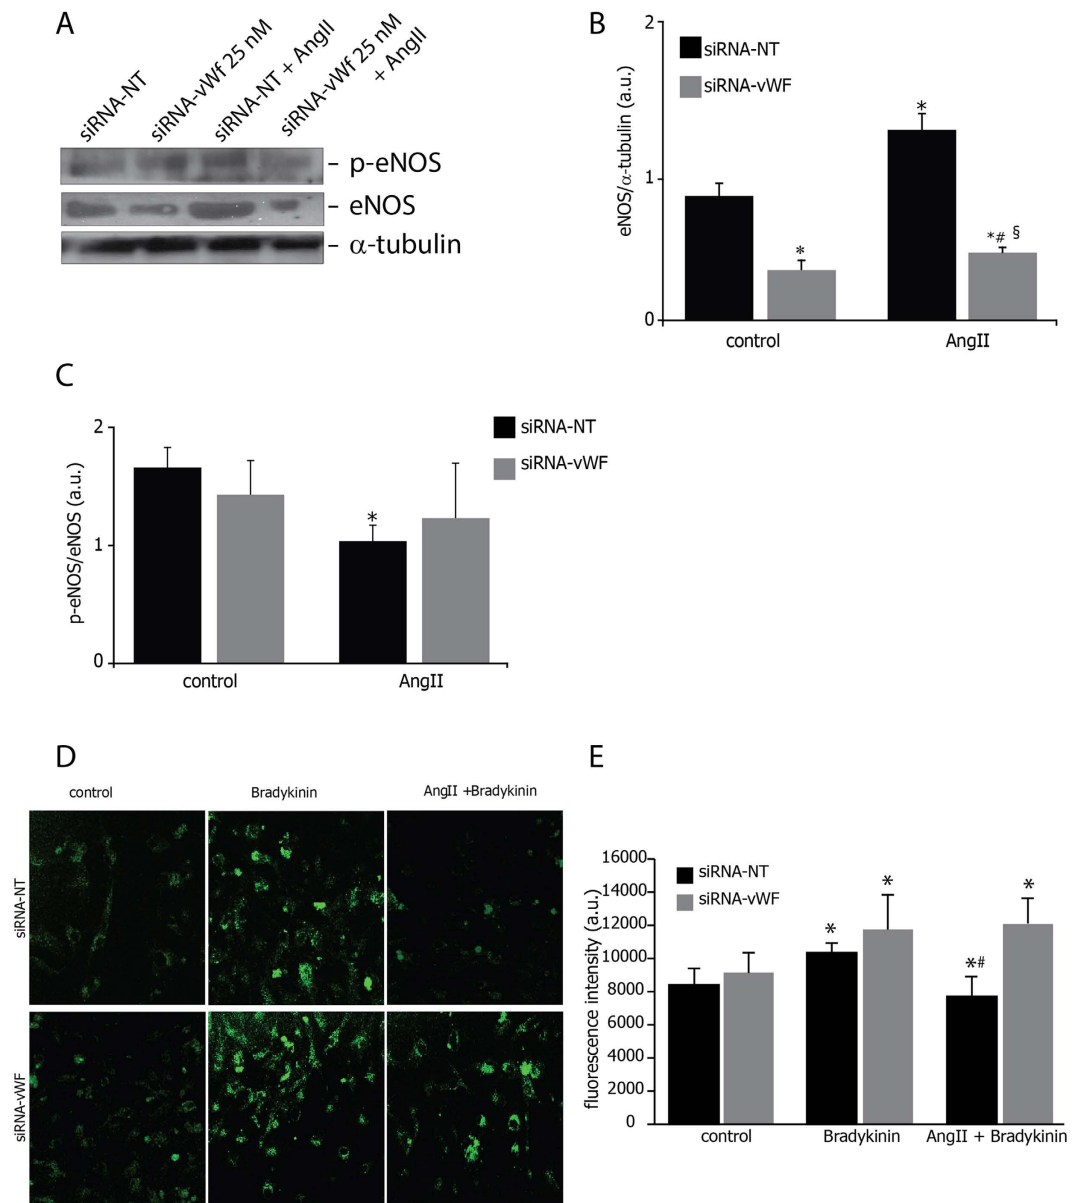 A
siRNA-NT
siRNA-vWf 25 nM
siRNA-NT + AngII
siRNA-vWf 25 nM
+ AngII
- p-eNOS
- eNOS
- α-tubulin
B
eNOS/α-tubulin (a.u.)
2
1
0
siRNA-NT
siRNA-vWF
*
*
*# §
control
AngII
C
p-eNOS/eNOS (a.u.)
2
1
0
siRNA-NT
siRNA-vWF
*
control
AngII
D
control
Bradykinin
AngII +Bradykinin
siRNA-NT
siRNA-vWF
E
fluorescence intensity (a.u.)
16000
14000
12000
10000
8000
6000
4000
2000
0
siRNA-NT
siRNA-vWF
*
*
*#
*
control
Bradykinin
AngII + Bradykinin